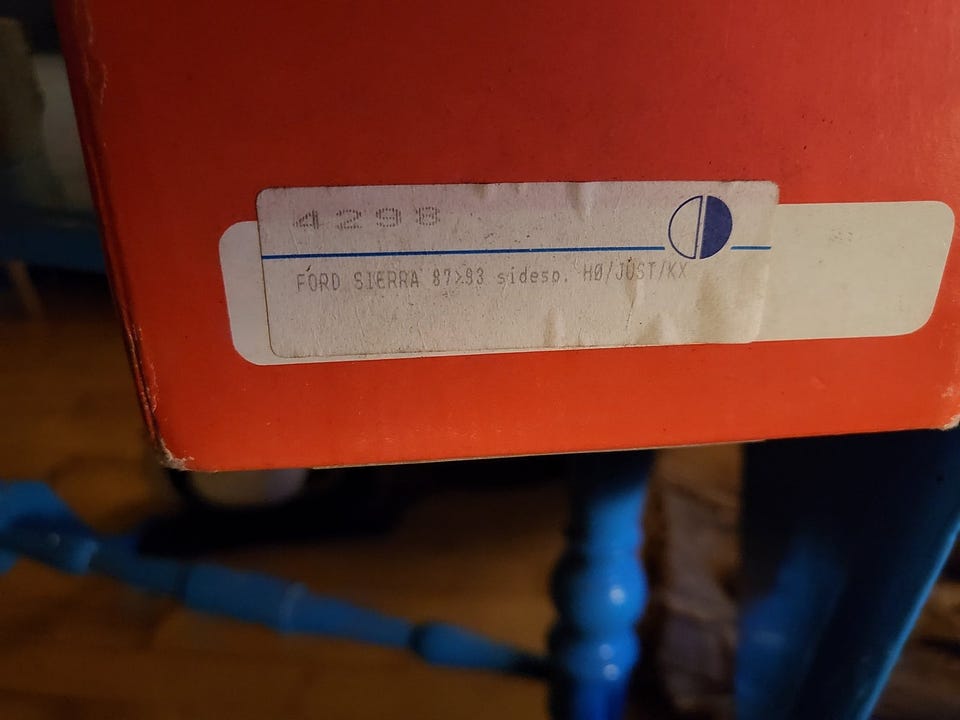 4298
FORD SIERRA 87>93 sidesp. HØ/JUST/KX